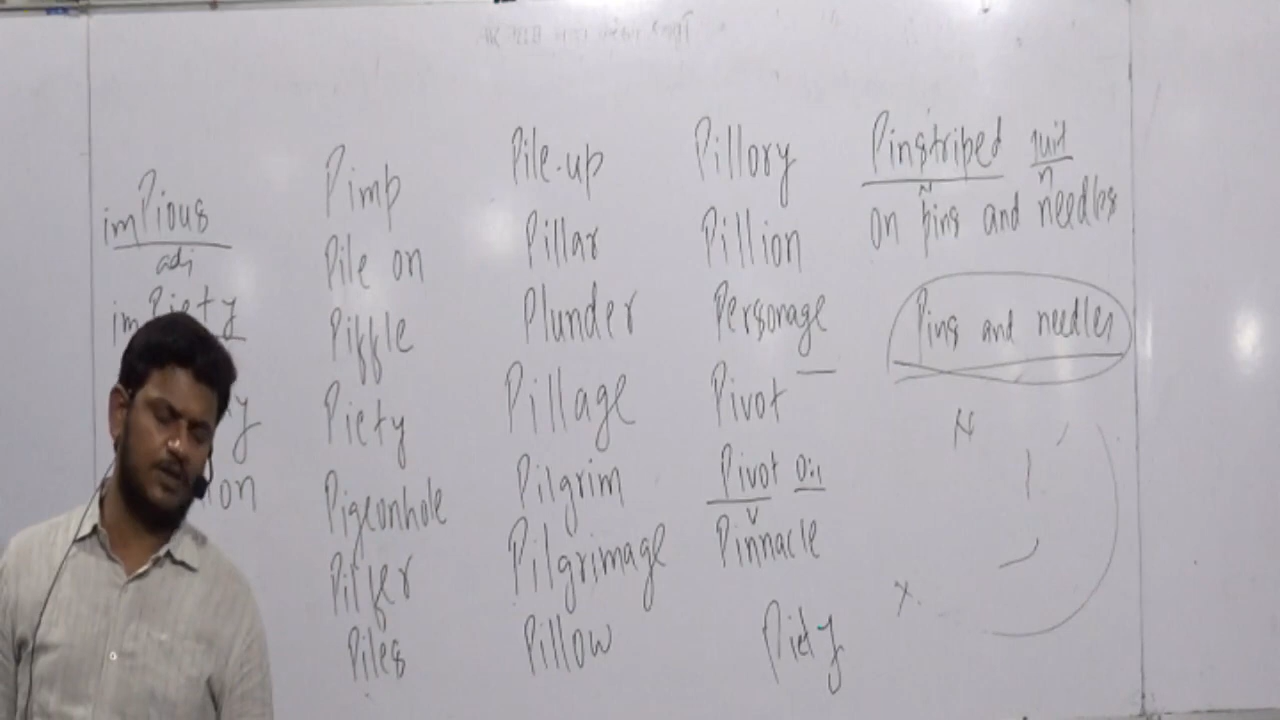 imPious
adj
imPiety
Pimp
Pile on
Piffle
Piety
Pigeonhole
Pilfer
Piles
Pile-up
Pillar
Plunder
Pillage
Pilgrim
Pilgrimage
Pillow
Pillory
Pillion
Personage
Pivot
Pivot on
v
Pinnacle
Piety
Pinstriped suit
n
on pins and needles
Pins and needles
N
X